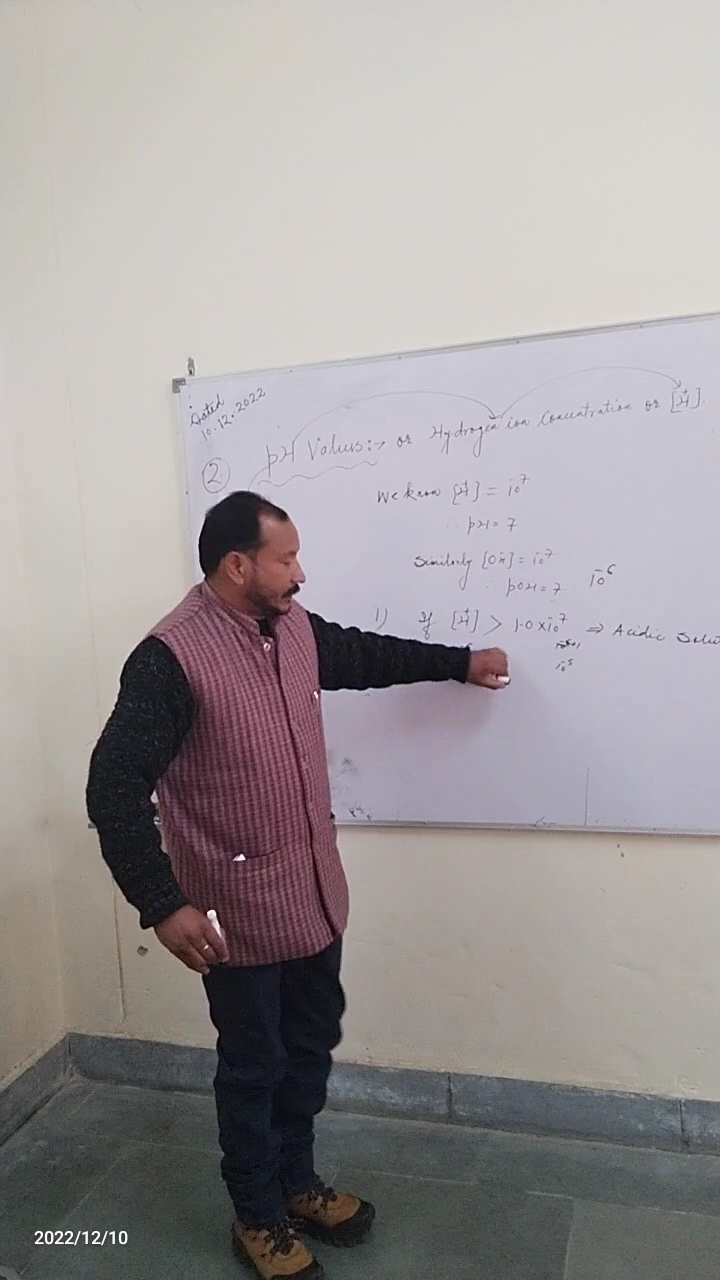 Dated
10.12.2022
2 pH Values:→ or Hydrogen ion Concentration or [H⁺].
We know [H⁺] = 10⁻⁷
∴ pH = 7
Similarly [OH⁻] = 10⁻⁷
∴ pOH = 7
10⁻⁶
i) If [H⁺] > 1.0 x 10⁻⁷ ⇒ Acidic Solu
10⁻⁵
2022/12/10